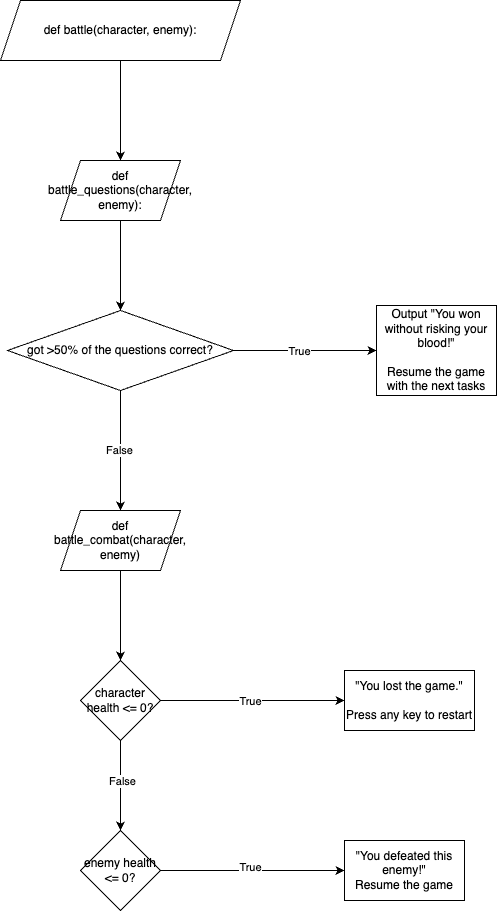 def battle(character, enemy):
def
battle_questions(character,
enemy):
got >50% of the questions correct?
True
Output "You won
without risking your
blood!"
Resume the game
with the next tasks
False
def
battle_combat(character,
enemy)
character
health <= 0?
True
"You lost the game."
Press any key to restart
False
enemy health
<= 0?
True
"You defeated this
enemy!"
Resume the game